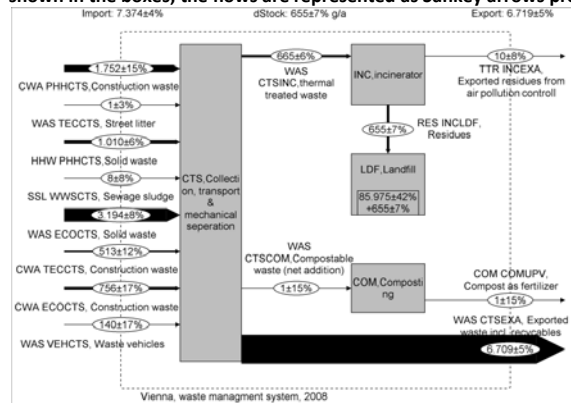 shown in the boxes, the flows are represented as Sankey arrows pro
Import: 7.374±4%
dStock: 655±7% g/a
Export: 6.719±5%
1.752±15%
CWA PHHCTS,Construction waste
1±3%
WAS TECCTS,Street litter
1.010±6%
HHW PHHCTS,Solid waste
8±8%
SSL WWSCTS, Sewage sludge
3.194±8%
WAS ECOCTS, Solid waste
513±12%
CWA TECCTS, Construction waste
756±17%
CWA ECOCTS, Construction waste
140±17%
WAS VEHCTS, Waste vehicles
CTS,Collecti
on, transport
&
mechanical
seperation
665±6%
WAS
CTSINC, thermal
treated waste
INC,incinerator
10±8%
TTR INCEXA,
Exported residues from
air pollution controll
655±7%
RES INCLDF,
Residues
LDF,Landfill
85.975±42%
+655±7%
WAS
CTSCOM, Compostable
waste (net addition)
1±15%
COM,Composti
ng
COM COMUPV,
Compost as fertilizer
1±15%
WAS CTSEXA, Exported
waste incl. recycables
6.709±5%
Vienna, waste managment system, 2008